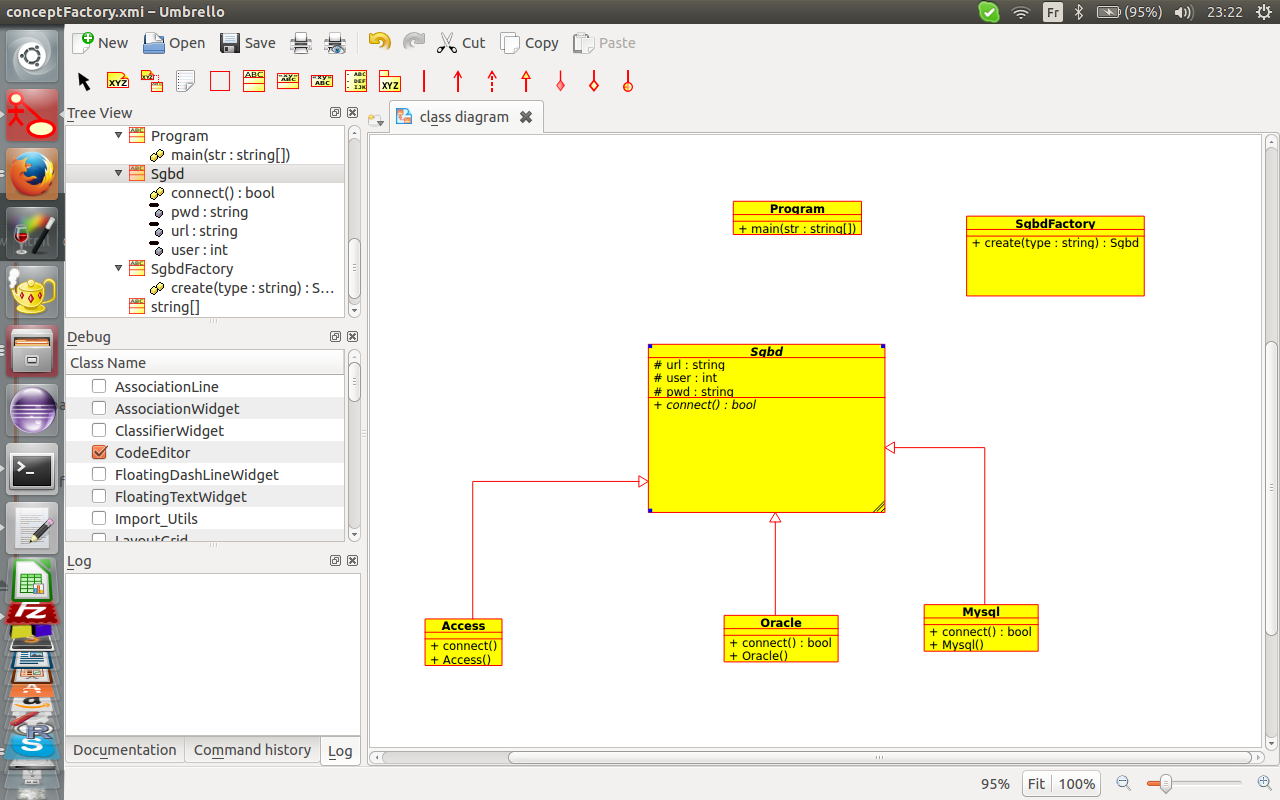 conceptFactory.xmi – Umbrello
Fr
(95%)
23:22
New
Open
Save
Cut
Copy
Paste
XYZ
ABC
ABC
DEF
IJK
XYZ
Tree View
class diagram
Program
main(str : string[])
Sgbd
connect() : bool
pwd : string
url : string
user : int
SgbdFactory
create(type : string) : S...
string[]
Debug
Class Name
AssociationLine
AssociationWidget
ClassifierWidget
CodeEditor
FloatingDashLineWidget
FloatingTextWidget
Import_Utils
LayoutGrid
Log
Documentation
Command history
Log
Program
+ main(str : string[])
SgbdFactory
+ create(type : string) : Sgbd
Sgbd
# url : string
# user : int
# pwd : string
+ connect() : bool
Access
+ connect()
+ Access()
Oracle
+ connect() : bool
+ Oracle()
Mysql
+ connect() : bool
+ Mysql()
95%
Fit
100%